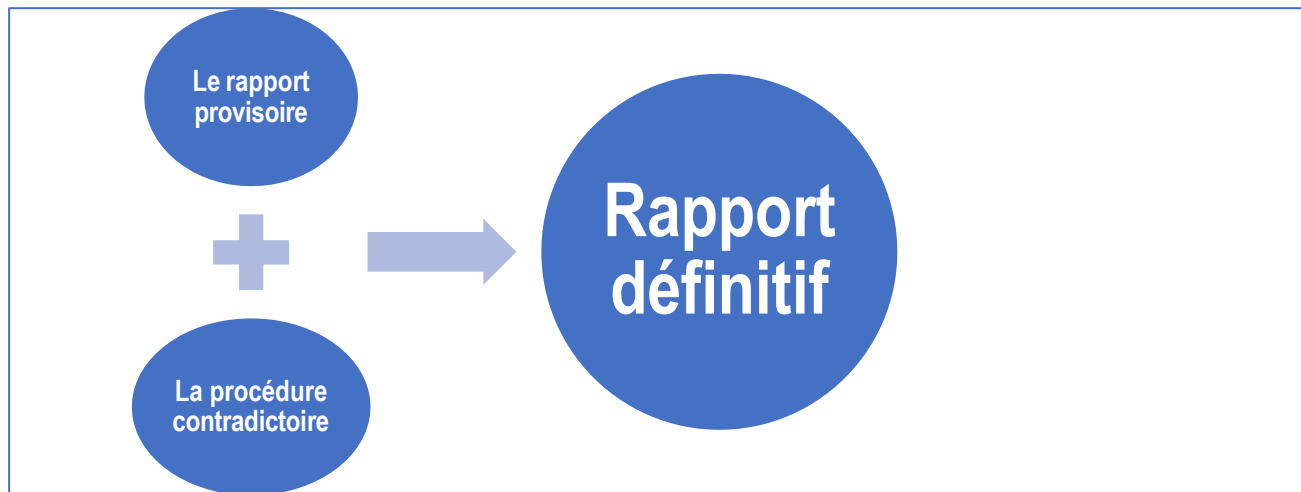 Le rapport
provisoire
La procédure
contradictoire
Rapport
définitif